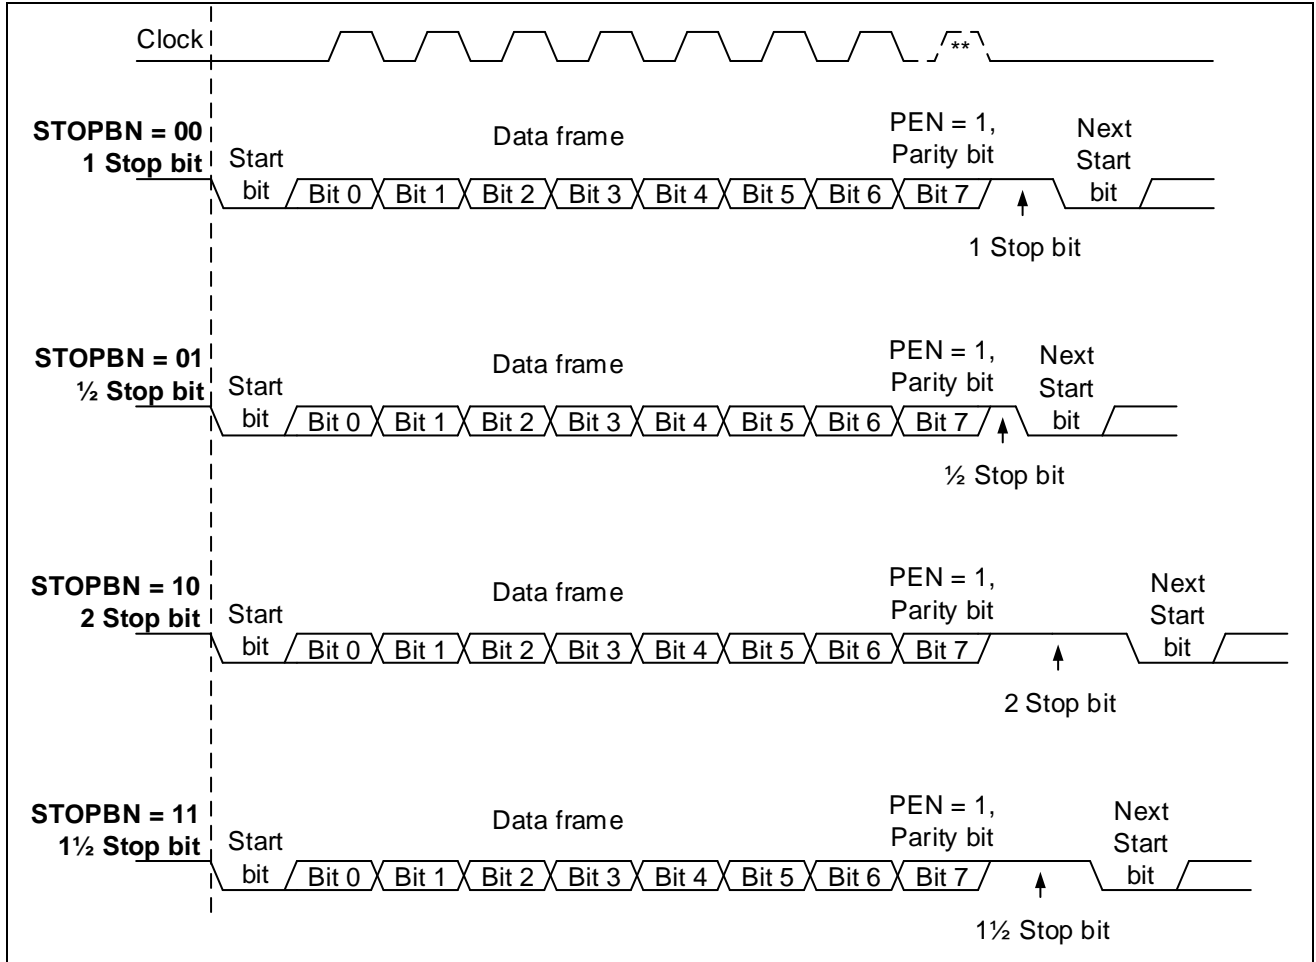 Clock
**
STOPBN = 00
1 Stop bit
Start
bit
Data frame
PEN = 1,
Parity bit
Next
Start
bit
Bit 0 Bit 1 Bit 2 Bit 3 Bit 4 Bit 5 Bit 6 Bit 7
1 Stop bit
STOPBN = 01
½ Stop bit
Start
bit
Data frame
PEN = 1,
Parity bit
Next
Start
bit
Bit 0 Bit 1 Bit 2 Bit 3 Bit 4 Bit 5 Bit 6 Bit 7
½ Stop bit
STOPBN = 10
2 Stop bit
Start
bit
Data frame
PEN = 1,
Parity bit
Next
Start
bit
Bit 0 Bit 1 Bit 2 Bit 3 Bit 4 Bit 5 Bit 6 Bit 7
2 Stop bit
STOPBN = 11
1½ Stop bit
Start
bit
Data frame
PEN = 1,
Parity bit
Next
Start
bit
Bit 0 Bit 1 Bit 2 Bit 3 Bit 4 Bit 5 Bit 6 Bit 7
1½ Stop bit